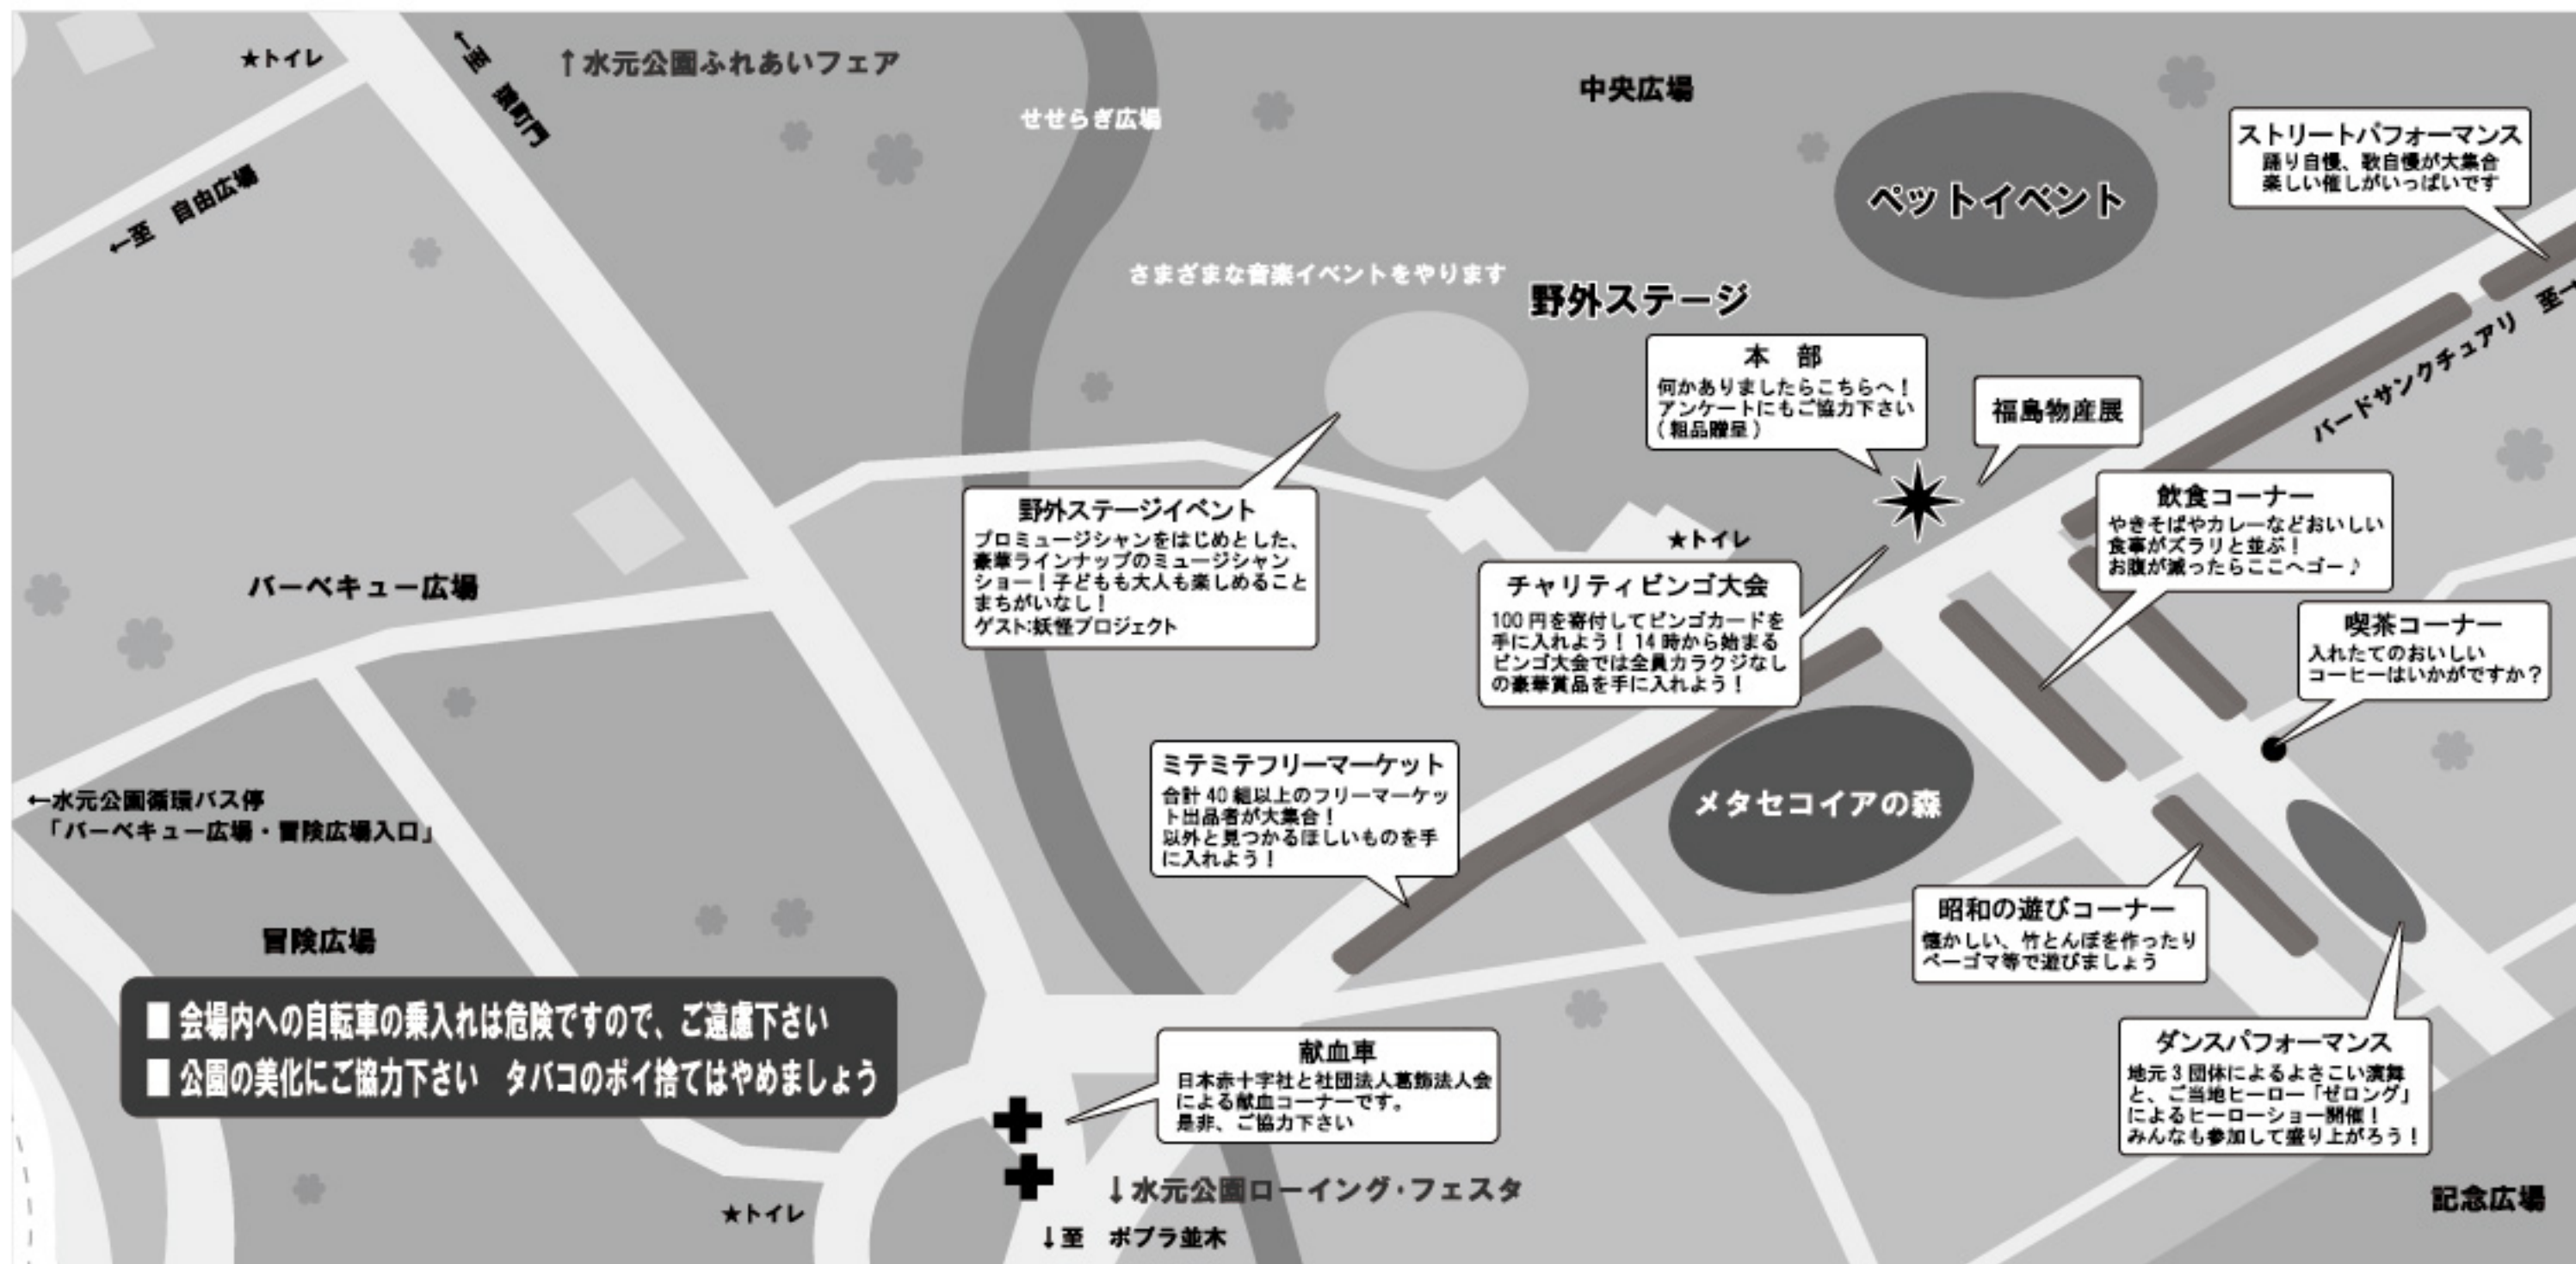 ★トイレ
←至 猿町門
↑水元公園ふれあいフェア
せせらぎ広場
中央広場
←至 自由広場
ペットイベント
ストリートパフォーマンス
踊り自慢、歌自慢が大集合
楽しい催しがいっぱいです
さまざまな音楽イベントをやります
野外ステージ
バードサンクチュアリ 至→
本 部
何かありましたらこちらへ！
アンケートにもご協力下さい
（粗品贈呈）
福島物産展
野外ステージイベント
プロミュージシャンをはじめとした、
豪華ラインナップのミュージシャン
ショー！子どもも大人も楽しめること
まちがいなし！
ゲスト:妖怪プロジェクト
★トイレ
飲食コーナー
やきそばやカレーなどおいしい
食事がズラリと並ぶ！
お腹が減ったらここへゴー♪
チャリティビンゴ大会
100円を寄付してビンゴカードを
手に入れよう！14時から始まる
ビンゴ大会では全員カラクジなし
の豪華賞品を手に入れよう！
喫茶コーナー
入れたてのおいしい
コーヒーはいかがですか？
バーベキュー広場
ミテミテフリーマーケット
合計40組以上のフリーマーケッ
ト出品者が大集合！
以外と見つかるほしいものを手
に入れよう！
メタセコイアの森
←水元公園循環バス停
「バーベキュー広場・冒険広場入口」
冒険広場
昭和の遊びコーナー
懐かしい、竹とんぼを作ったり
ベーゴマ等で遊びましょう
■ 会場内への自転車の乗入れは危険ですので、ご遠慮下さい
■ 公園の美化にご協力下さい タバコのポイ捨てはやめましょう
献血車
日本赤十字社と社団法人葛飾法人会
による献血コーナーです。
是非、ご協力下さい
ダンスパフォーマンス
地元3団体によるよさこい演舞
と、ご当地ヒーロー「ゼロング」
によるヒーローショー開催！
みんなも参加して盛り上がろう！
↓水元公園ローイング・フェスタ
★トイレ
↓至 ポプラ並木
記念広場